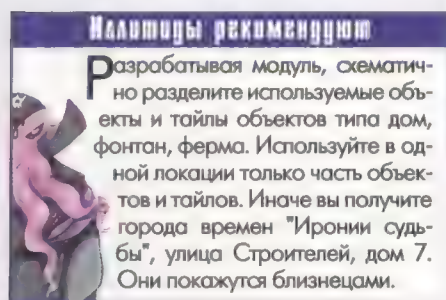 Иллитиды рекомендуют
Разрабатывая модуль, схематич-
но разделите используемые объ-
екты и тайлы объектов типа дом,
фонтан, ферма. Используйте в од-
ной локации только часть объек-
тов и тайлов. Иначе вы получите
города времен "Иронии судь-
бы", улица Строителей, дом 7.
Они покажутся близнецами.